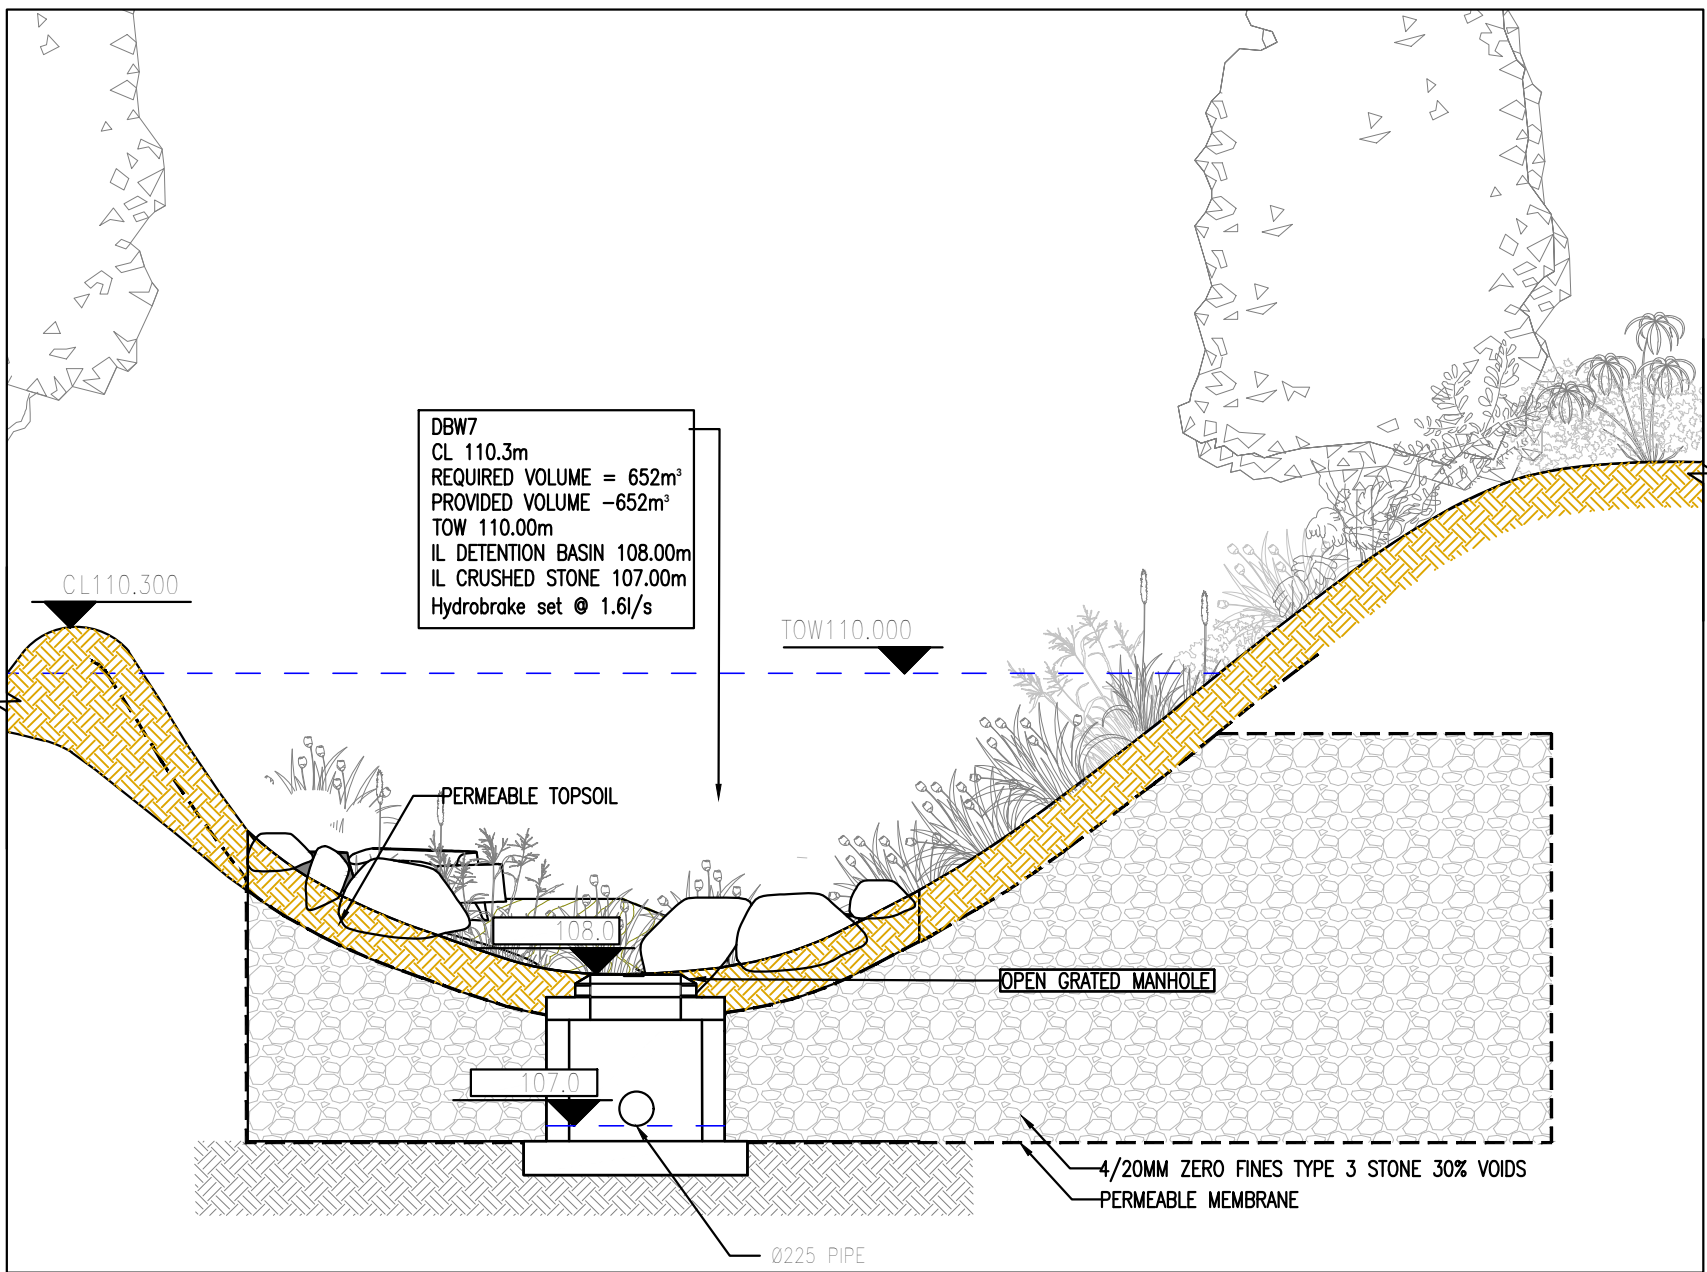 DBW7
CL 110.3m
REQUIRED VOLUME = 652m³
PROVIDED VOLUME -652m³
TOW 110.00m
IL DETENTION BASIN 108.00m
IL CRUSHED STONE 107.00m
Hydrobrake set @ 1.6l/s
CL110.300
TOW110.000
PERMEABLE TOPSOIL
108.0
OPEN GRATED MANHOLE
107.0
4/20MM ZERO FINES TYPE 3 STONE 30% VOIDS
PERMEABLE MEMBRANE
Ø225 PIPE